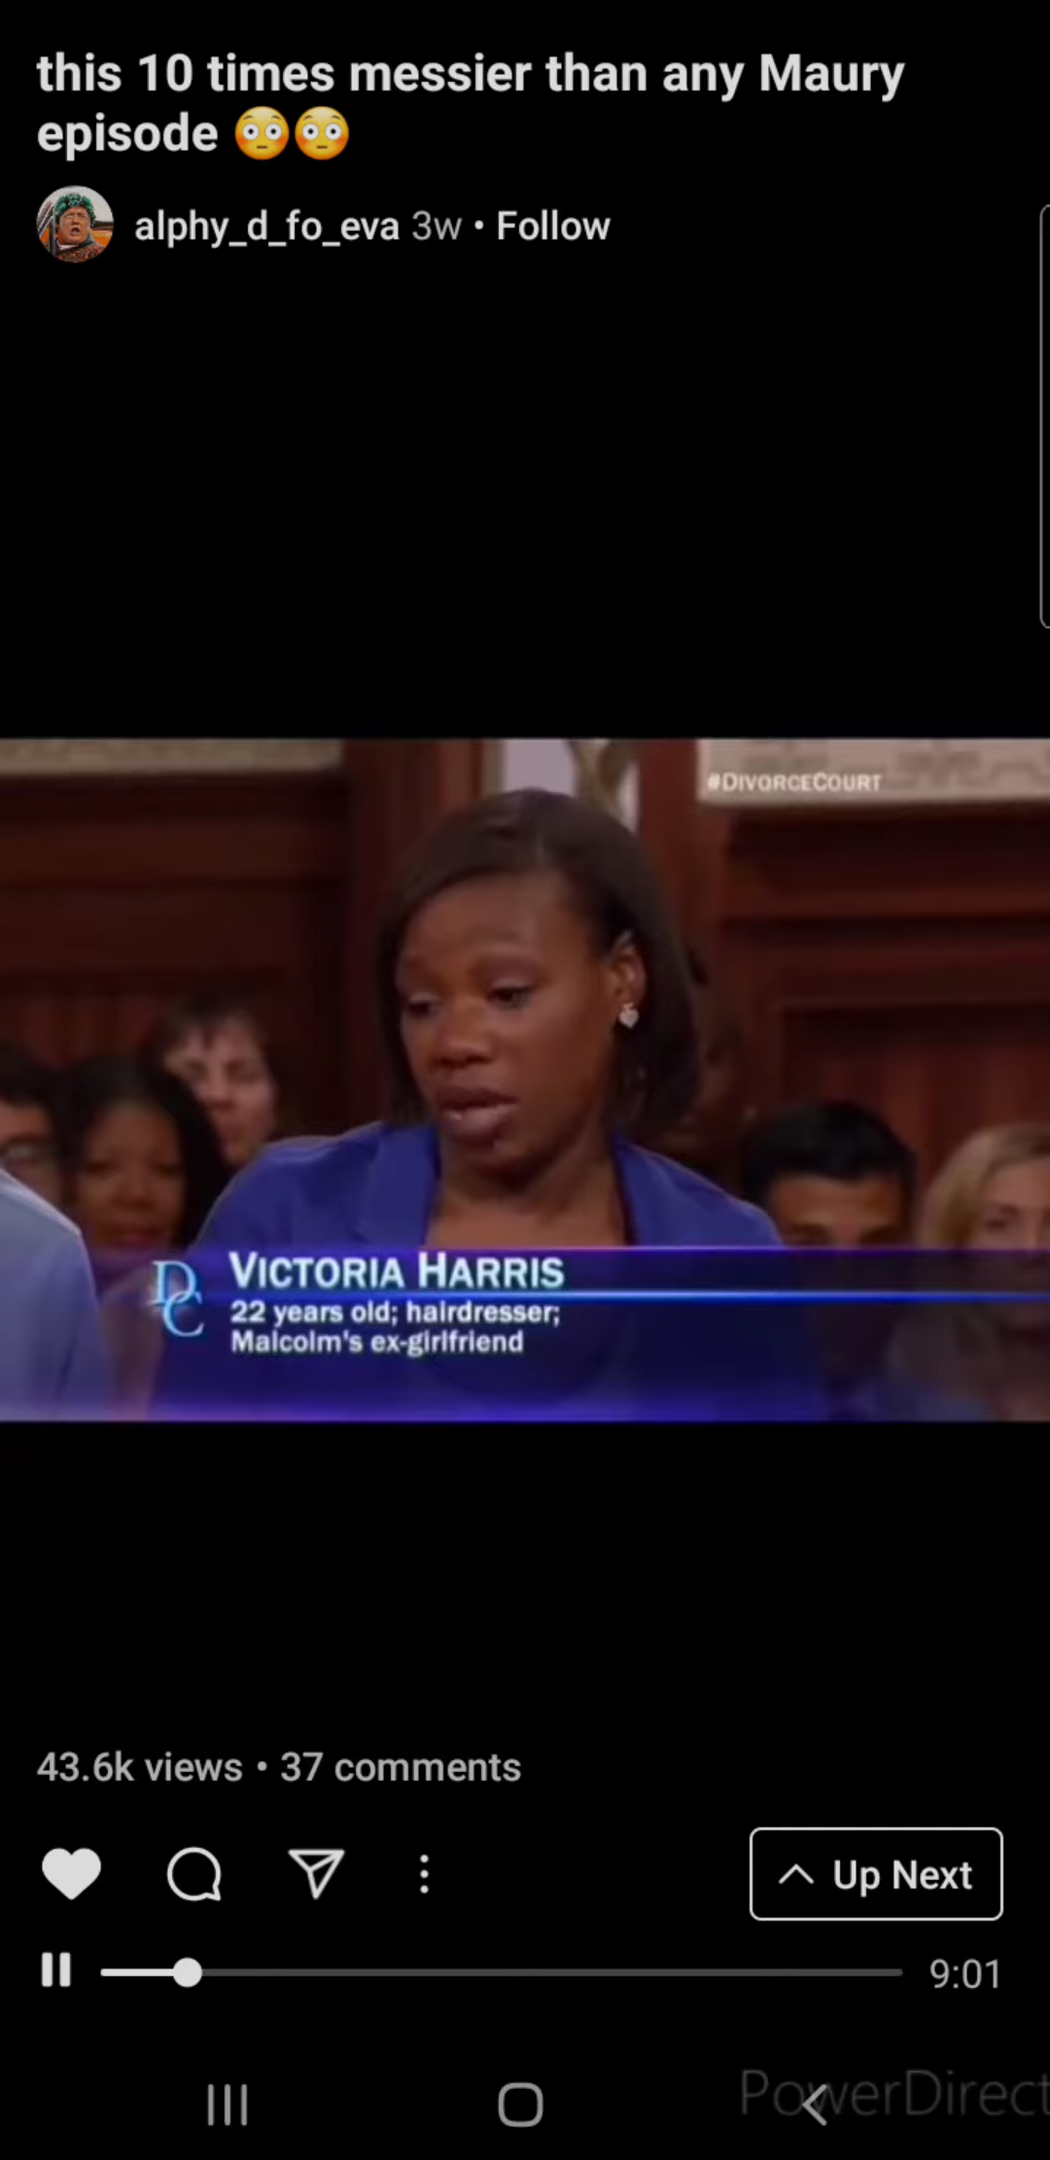 this 10 times messier than any Maury
episode 😳😳
alphy_d_fo_eva 3w • Follow
#DIVORCECOURT
DC
VICTORIA HARRIS
22 years old; hairdresser;
Malcolm's ex-girlfriend
43.6k views • 37 comments
Up Next
9:01
PowerDirect